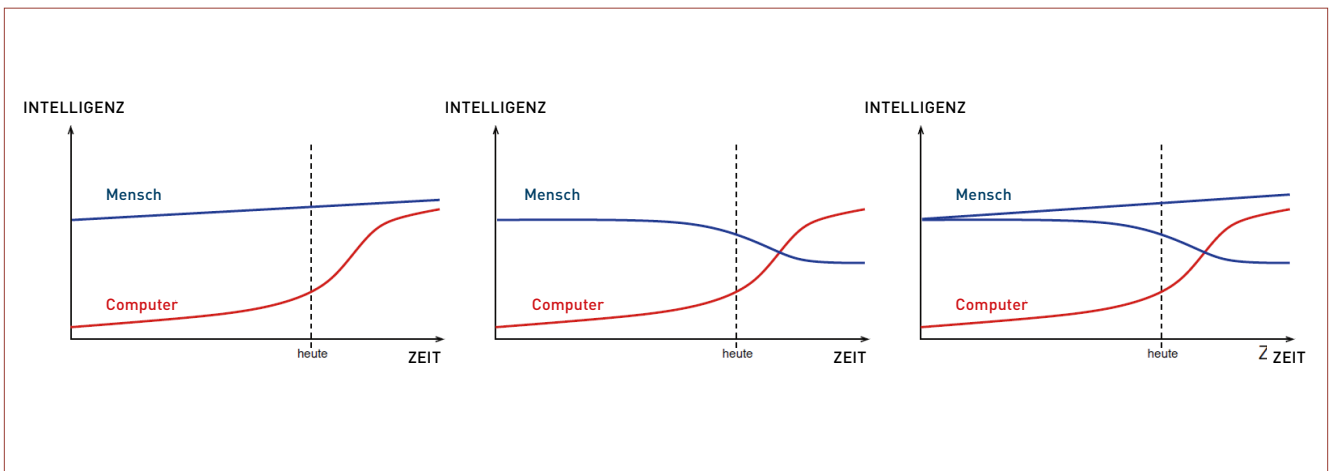 INTELLIGENZ
Mensch
Computer
heute
ZEIT
INTELLIGENZ
Mensch
Computer
heute
ZEIT
INTELLIGENZ
Mensch
Computer
heute
Z ZEIT